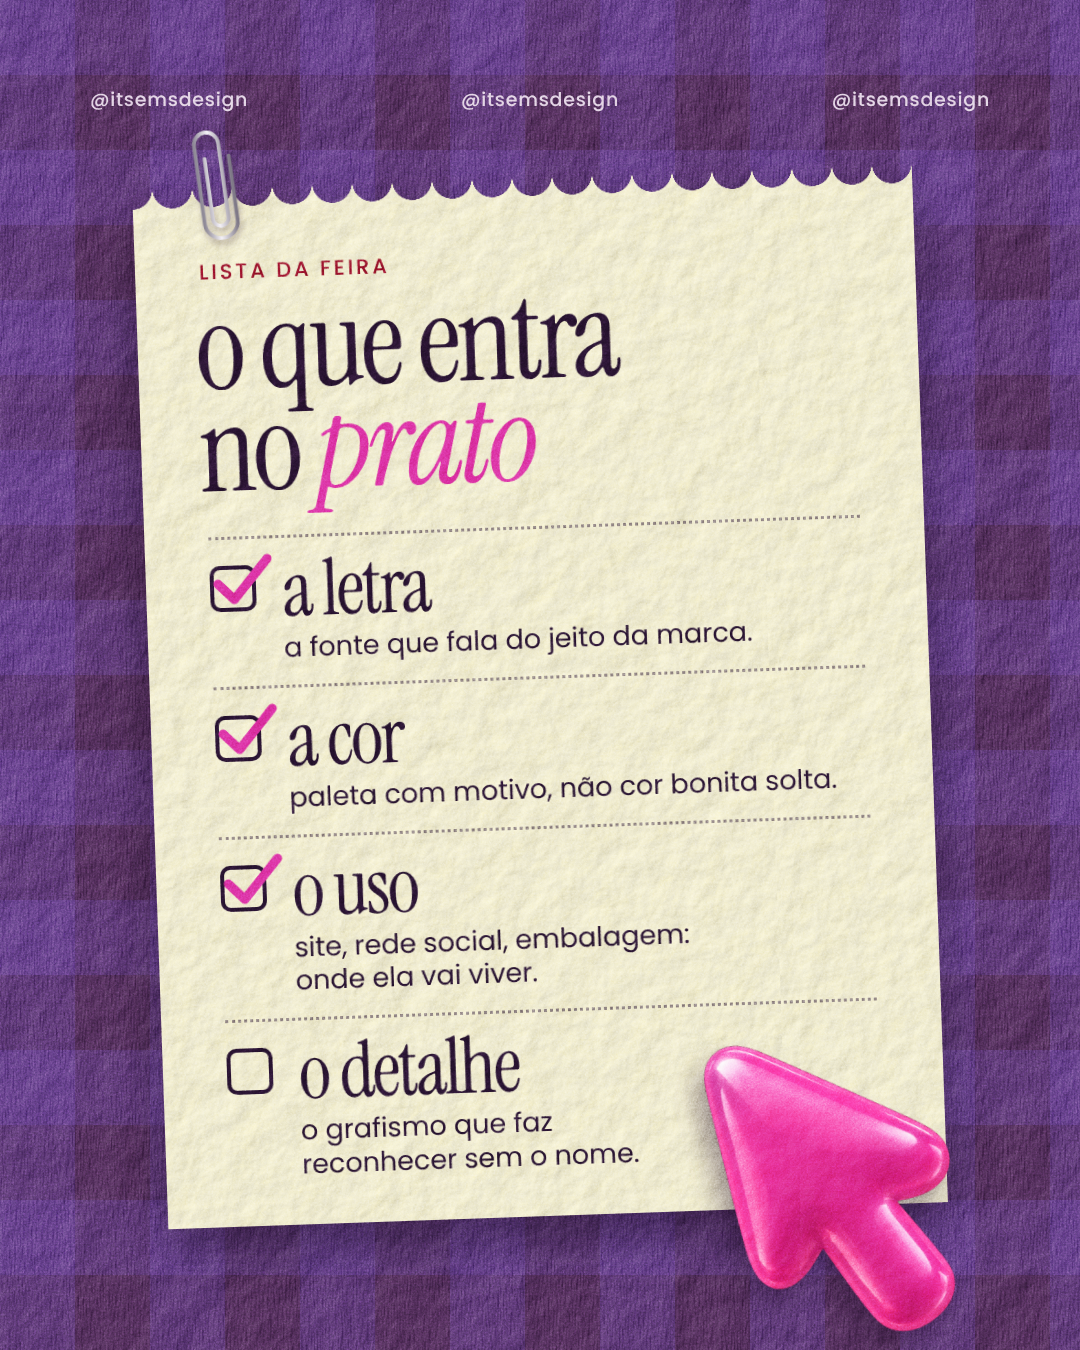 @itsemsdesign @itsemsdesign @itsemsdesign
LISTA DA FEIRA
o que entra
no prato
a letra
a fonte que fala do jeito da marca.
a cor
paleta com motivo, não cor bonita solta.
o uso
site, rede social, embalagem:
onde ela vai viver.
o detalhe
o grafismo que faz
reconhecer sem o nome.